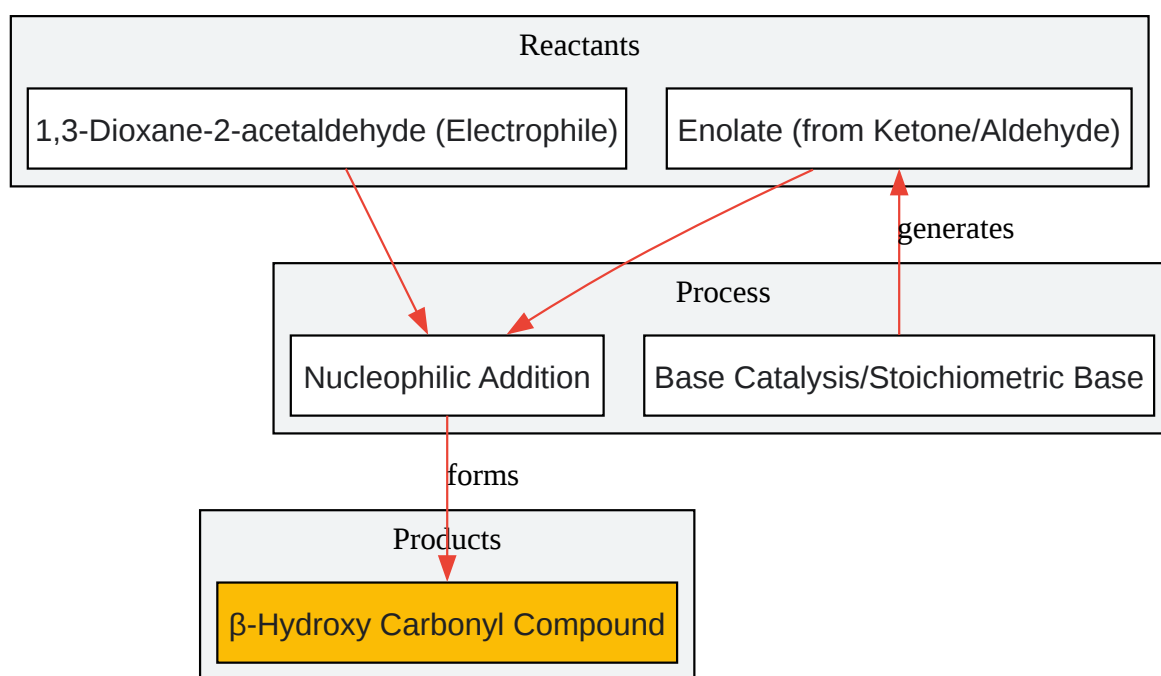 Reactants
1,3-Dioxane-2-acetaldehyde (Electrophile)
Enolate (from Ketone/Aldehyde)
generates
Process
Nucleophilic Addition
Base Catalysis/Stoichiometric Base
forms
Products
β-Hydroxy Carbonyl Compound